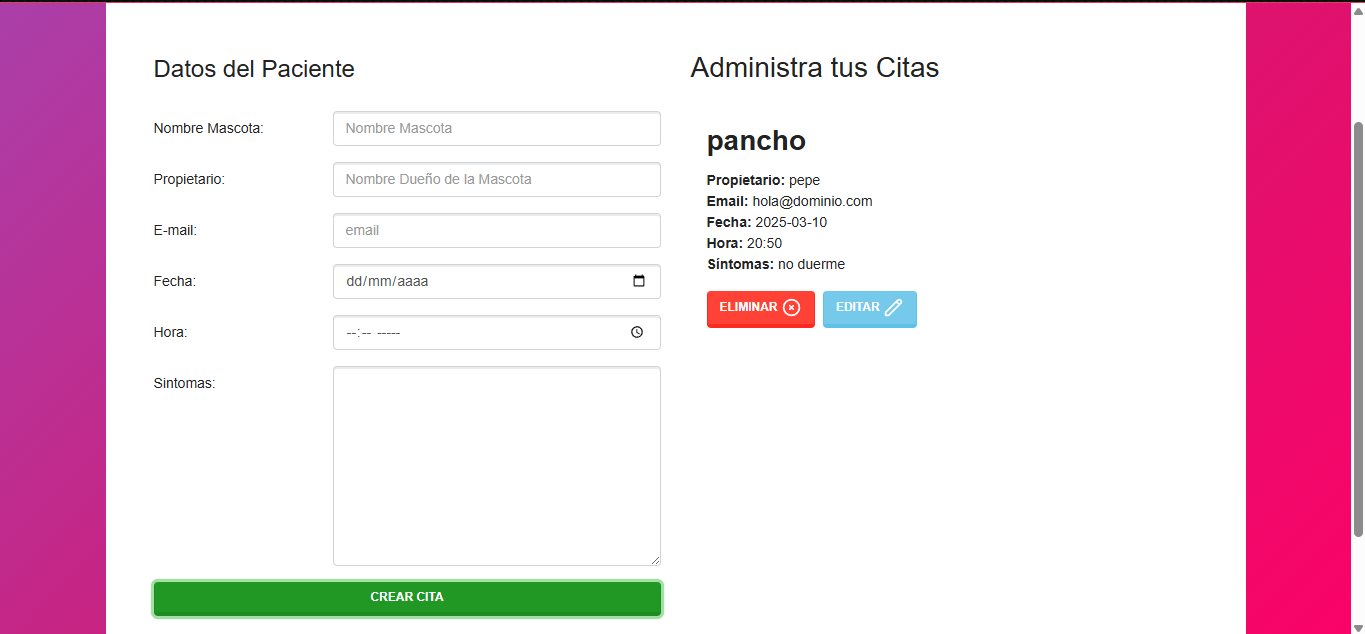 Datos del Paciente
Nombre Mascota:
Nombre Mascota
Propietario:
Nombre Dueño de la Mascota
E-mail:
email
Fecha:
dd/mm/aaaa
Hora:
--:-- -----
Sintomas:
CREAR CITA
Administra tus Citas
pancho
Propietario: pepe
Email: hola@dominio.com
Fecha: 2025-03-10
Hora: 20:50
Síntomas: no duerme
ELIMINAR
EDITAR